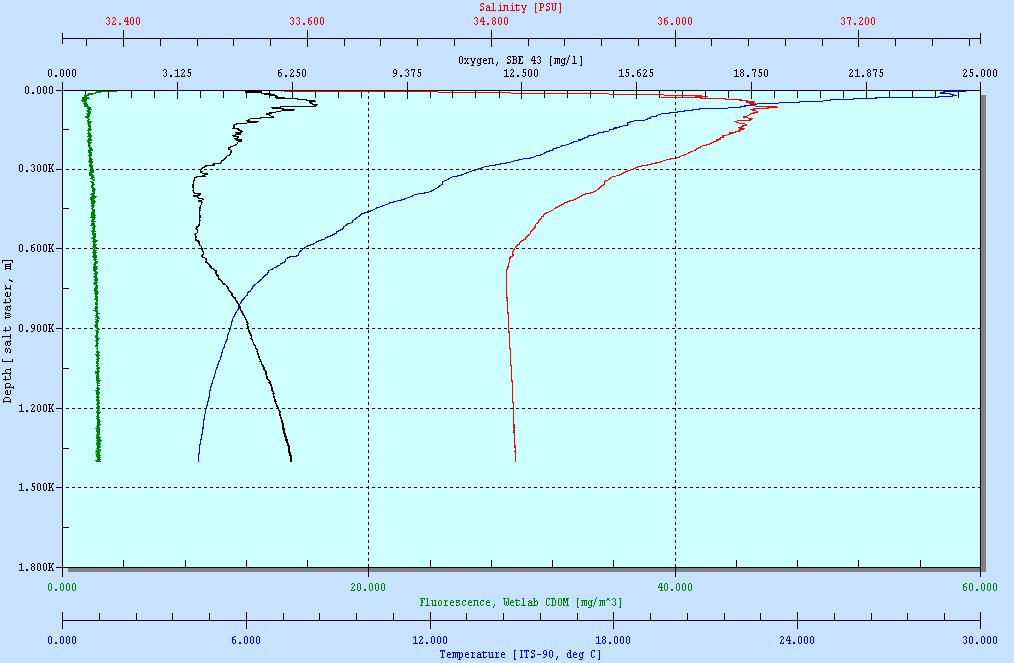 Salinity [PSU]
32.400 33.600 34.800 36.000 37.200
Oxygen, SBE 43 [mg/l]
0.000 3.125 6.250 9.375 12.500 15.625 18.750 21.875 25.000
0.000
0.300K
0.600K
0.900K
1.200K
1.500K
1.800K
Depth [salt water, m]
0.000 20.000 40.000 60.000
Fluorescence, Wetlab CDOM [mg/m^3]
0.000 6.000 12.000 18.000 24.000 30.000
Temperature [ITS-90, deg C]